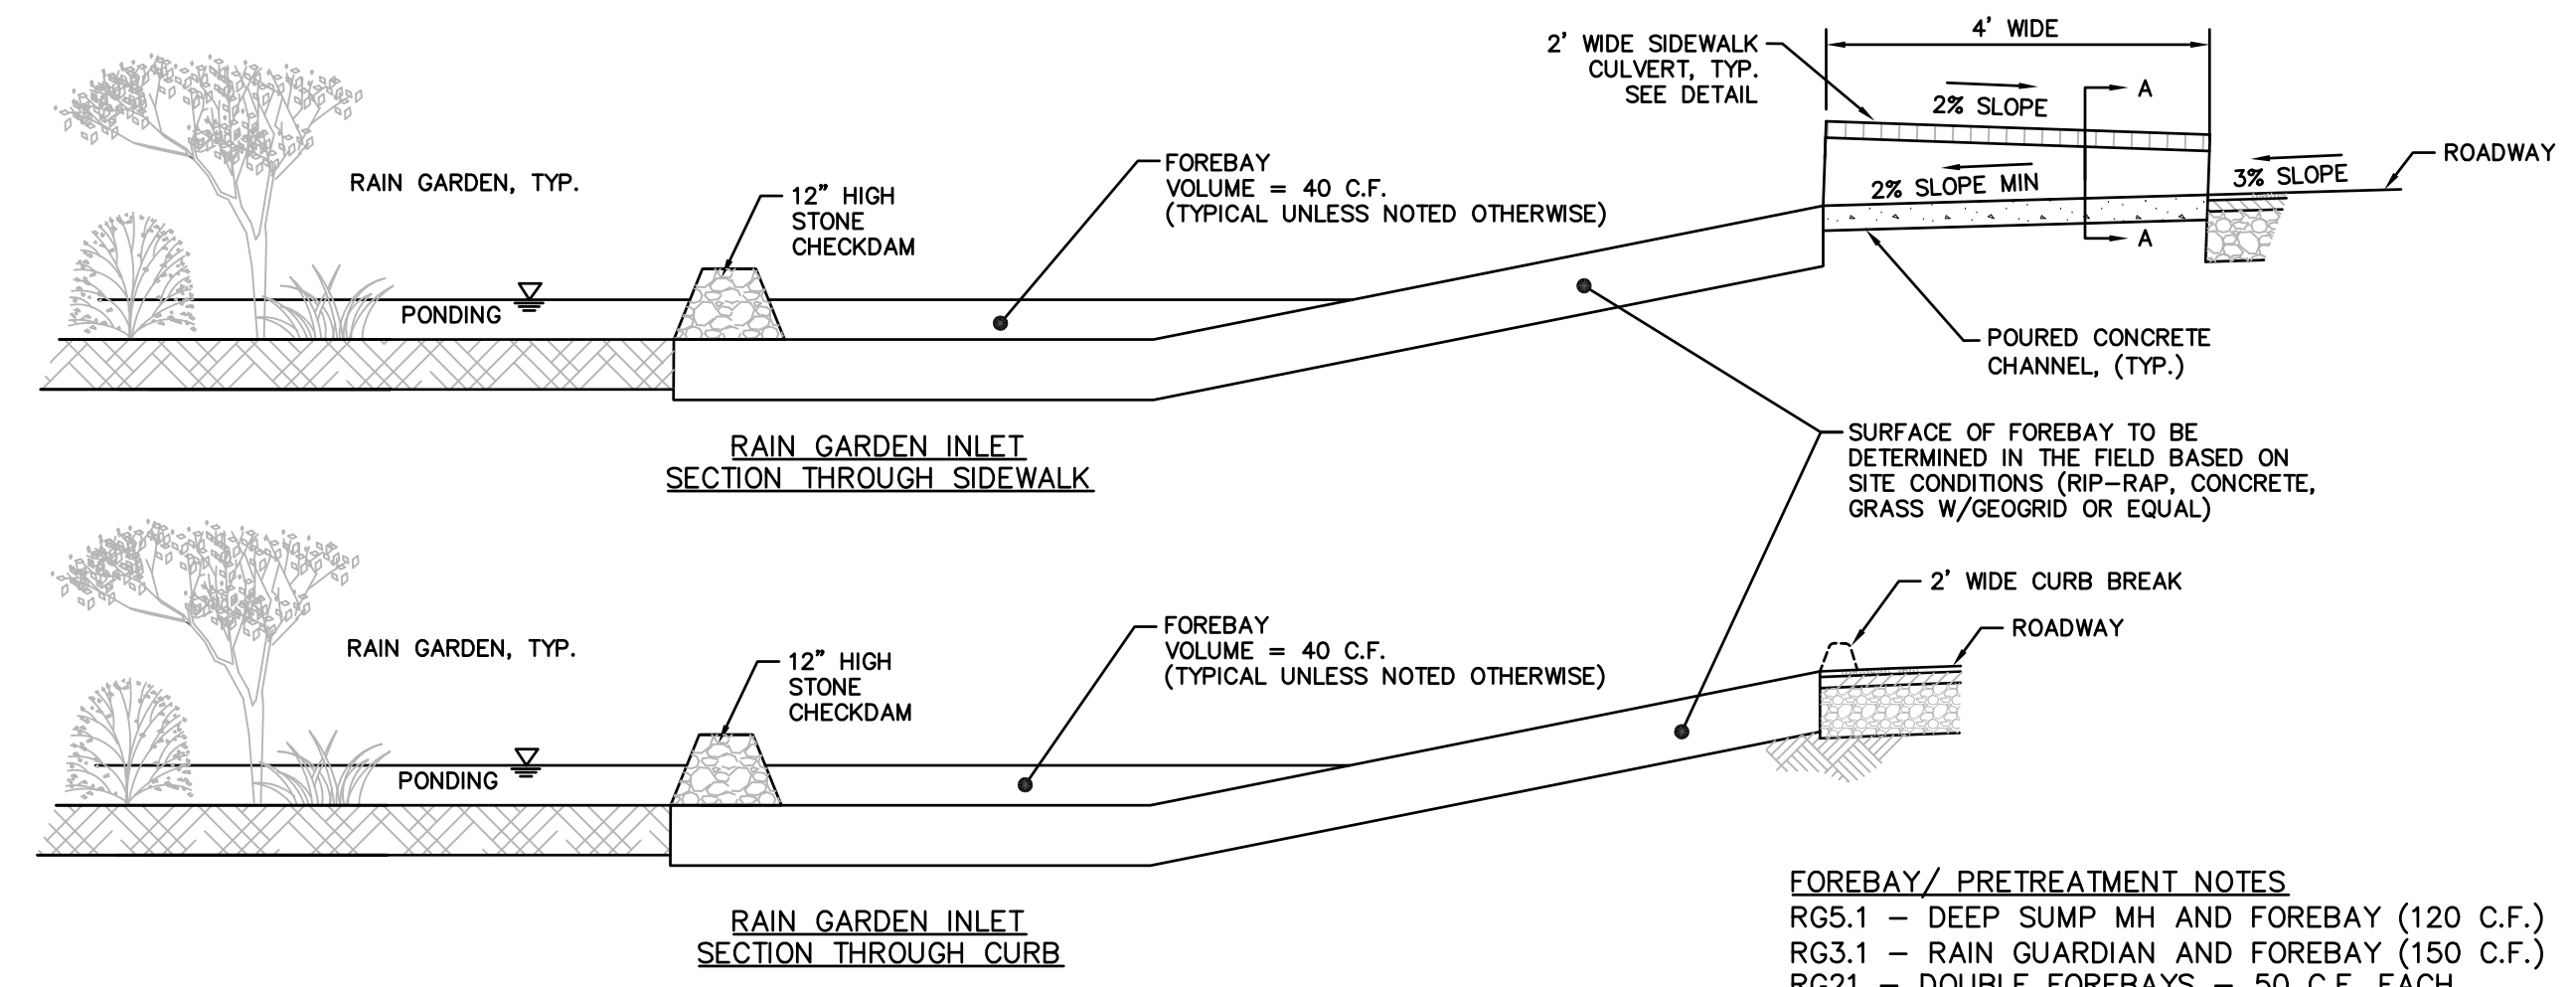 4' WIDE
2' WIDE SIDEWALK
CULVERT, TYP.
SEE DETAIL
A
2% SLOPE
ROADWAY
3% SLOPE
2% SLOPE MIN
A
FOREBAY
VOLUME = 40 C.F.
(TYPICAL UNLESS NOTED OTHERWISE)
RAIN GARDEN, TYP.
12" HIGH
STONE
CHECKDAM
PONDING
POURED CONCRETE
CHANNEL, (TYP.)
RAIN GARDEN INLET
SECTION THROUGH SIDEWALK
SURFACE OF FOREBAY TO BE
DETERMINED IN THE FIELD BASED ON
SITE CONDITIONS (RIP-RAP, CONCRETE,
GRASS W/GEOGRID OR EQUAL)
2' WIDE CURB BREAK
ROADWAY
FOREBAY
VOLUME = 40 C.F.
(TYPICAL UNLESS NOTED OTHERWISE)
RAIN GARDEN, TYP.
12" HIGH
STONE
CHECKDAM
PONDING
RAIN GARDEN INLET
SECTION THROUGH CURB
FOREBAY/ PRETREATMENT NOTES
RG5.1 – DEEP SUMP MH AND FOREBAY (120 C.F.)
RG3.1 – RAIN GUARDIAN AND FOREBAY (150 C.F.)
RG21 – DOUBLE FOREBAYS – 50 C.F. EACH